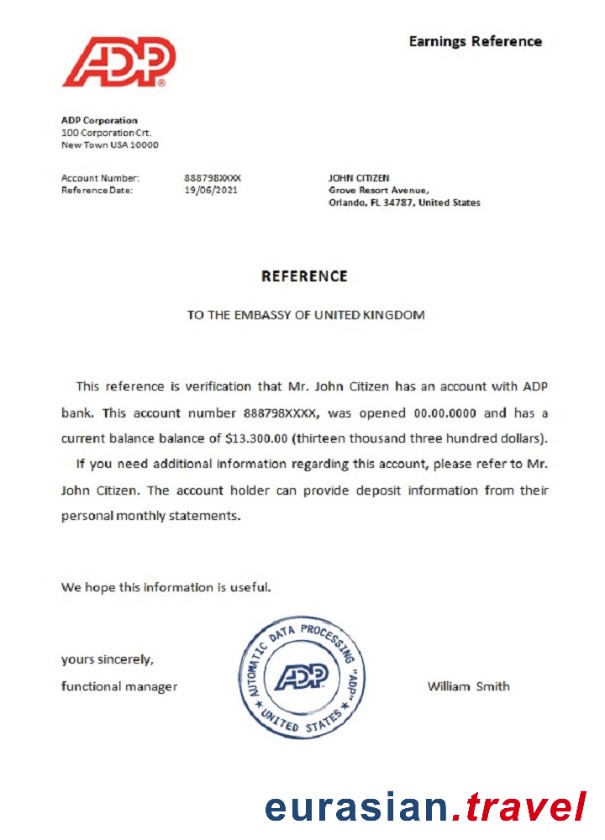 ADP®
Earnings Reference
ADP Corporation
100 Corporation Crt.
New Town USA 10000
Account Number: 888798XXXX
Reference Date: 19/06/2021
JOHN CITIZEN
Grove Resort Avenue,
Orlando, FL 34787, United States
REFERENCE
TO THE EMBASSY OF UNITED KINGDOM
This reference is verification that Mr. John Citizen has an account with ADP
bank. This account number 888798XXXX, was opened 00.00.0000 and has a
current balance balance of $13.300.00 (thirteen thousand three hundred dollars).
If you need additional information regarding this account, please refer to Mr.
John Citizen. The account holder can provide deposit information from their
personal monthly statements.
We hope this information is useful.
yours sincerely,
functional manager
AUTOMATIC DATA PROCESSING "ADP"
ADP
★ UNITED STATES ★
William Smith
eurasian.travel